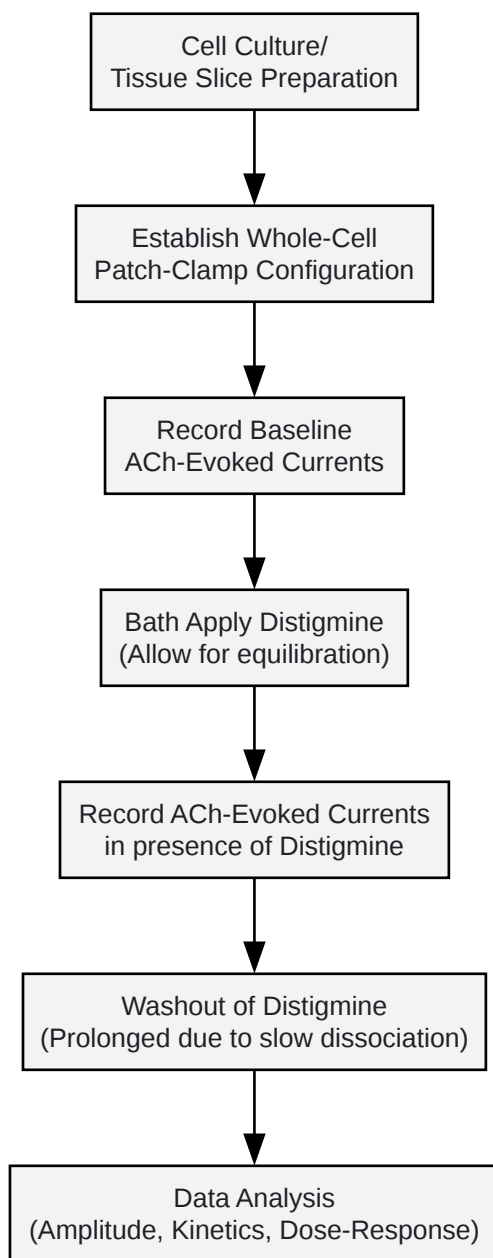 Cell Culture/
Tissue Slice Preparation
Establish Whole-Cell
Patch-Clamp Configuration
Record Baseline
ACh-Evoked Currents
Bath Apply Distigmine
(Allow for equilibration)
Record ACh-Evoked Currents
in presence of Distigmine
Washout of Distigmine
(Prolonged due to slow dissociation)
Data Analysis
(Amplitude, Kinetics, Dose-Response)